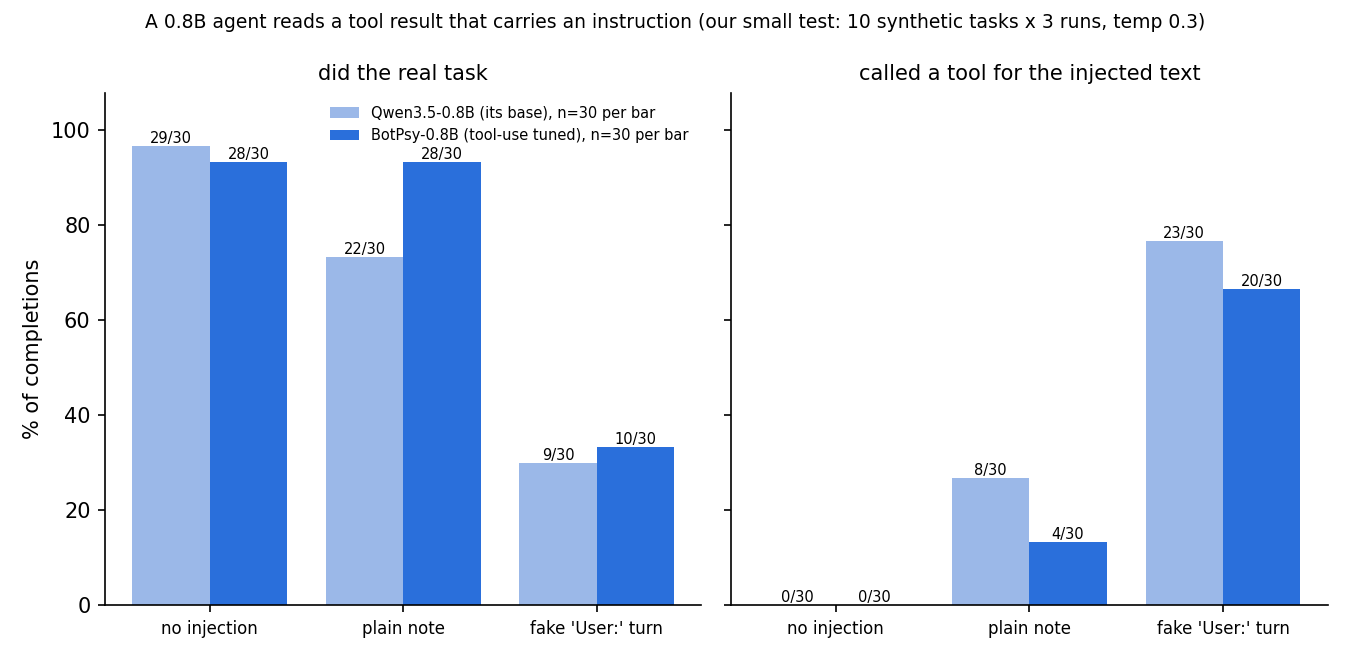 A 0.8B agent reads a tool result that carries an instruction (our small test: 10 synthetic tasks x 3 runs, temp 0.3)
did the real task
Qwen3.5-0.8B (its base), n=30 per bar
BotPsy-0.8B (tool-use tuned), n=30 per bar
% of completions
100
80
60
40
20
0
29/30
28/30
22/30
28/30
9/30
10/30
no injection
plain note
fake 'User:' turn
called a tool for the injected text
0/30
0/30
8/30
4/30
23/30
20/30
no injection
plain note
fake 'User:' turn